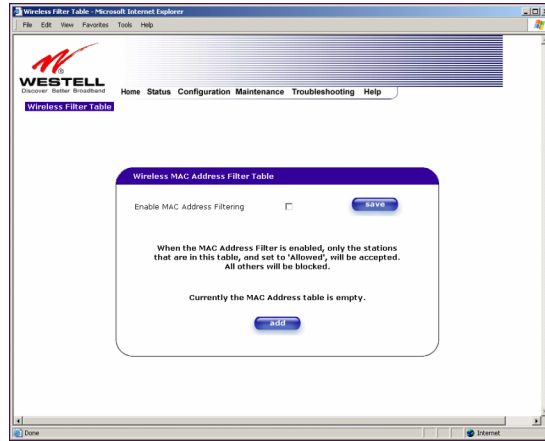 Wireless Filter Table - Microsoft Internet Explorer
File Edit View Favorites Tools Help
WESTELL
Discover Better Broadband
Home Status Configuration Maintenance Troubleshooting Help
Wireless Filter Table
Wireless MAC Address Filter Table
Enable MAC Address Filtering
save
When the MAC Address Filter is enabled, only the stations
that are in this table, and set to 'Allowed', will be accepted.
All others will be blocked.
Currently the MAC Address table is empty.
add
Done
Internet